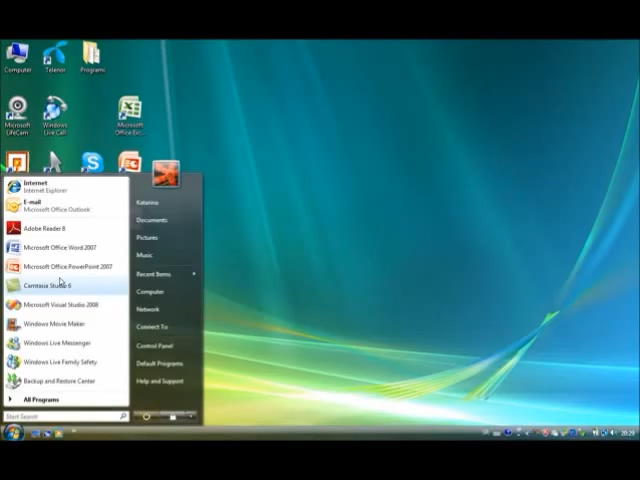 Computer
Telenor
Programi
Microsoft LifeCam
Windows Live Call
Microsoft Office Exc...
Internet
Internet Explorer
E-mail
Microsoft Office Outlook
Adobe Reader 8
Microsoft Office Word 2007
Microsoft Office PowerPoint 2007
Camtasia Studio 6
Microsoft Visual Studio 2008
Windows Movie Maker
Windows Live Messenger
Windows Live Family Safety
Backup and Restore Center
All Programs
Start Search
Katarina
Documents
Pictures
Music
Recent Items
Computer
Network
Connect To
Control Panel
Default Programs
Help and Support
20:29